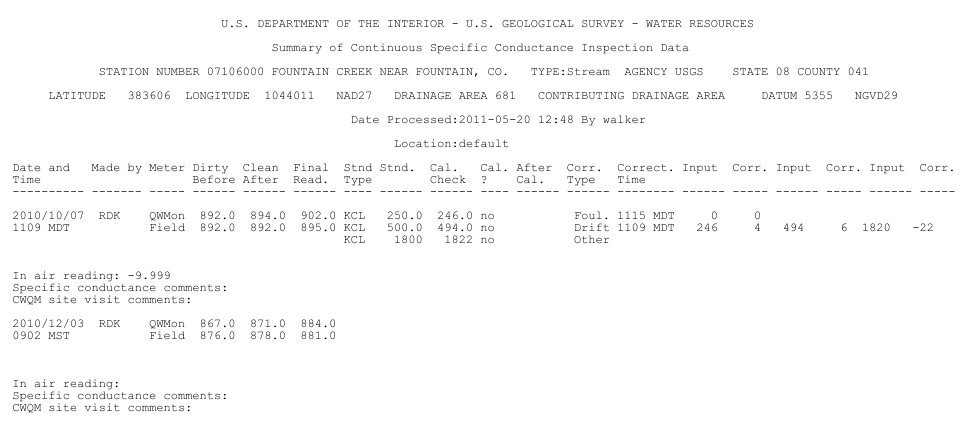 U.S. DEPARTMENT OF THE INTERIOR - U.S. GEOLOGICAL SURVEY - WATER RESOURCES
Summary of Continuous Specific Conductance Inspection Data
STATION NUMBER 07106000 FOUNTAIN CREEK NEAR FOUNTAIN, CO.   TYPE:Stream  AGENCY USGS    STATE 08 COUNTY 041
LATITUDE   383606  LONGITUDE  1044011   NAD27   DRAINAGE AREA 681   CONTRIBUTING DRAINAGE AREA     DATUM 5355   NGVD29
Date Processed:2011-05-20 12:48 By walker
Location:default
Date and   Made by Meter Dirty  Clean  Final  Stnd Stnd.  Cal.   Cal. After  Corr.  Correct. Input  Corr. Input  Corr. Input  Corr.
Time                     Before After  Read.  Type        Check  ?    Cal.   Type   Time
---------- ------- ----- ------ ------ ------ ---- ------ ------ ---- ------ ------ -------- ------ ----- ------ ----- ------ -----
2010/10/07  RDK    QWMon 892.0  894.0  902.0 KCL   250.0  246.0 no           Foul. 1115 MDT     0     0
1109 MDT           Field 892.0  892.0  895.0 KCL   500.0  494.0 no           Drift 1109 MDT   246     4   494      6  1820   -22
KCL    1800   1822 no           Other
In air reading: -9.999
Specific conductance comments:
CWQM site visit comments:
2010/12/03  RDK    QWMon 867.0  871.0  884.0
0902 MST           Field 876.0  878.0  881.0
In air reading:
Specific conductance comments:
CWQM site visit comments: